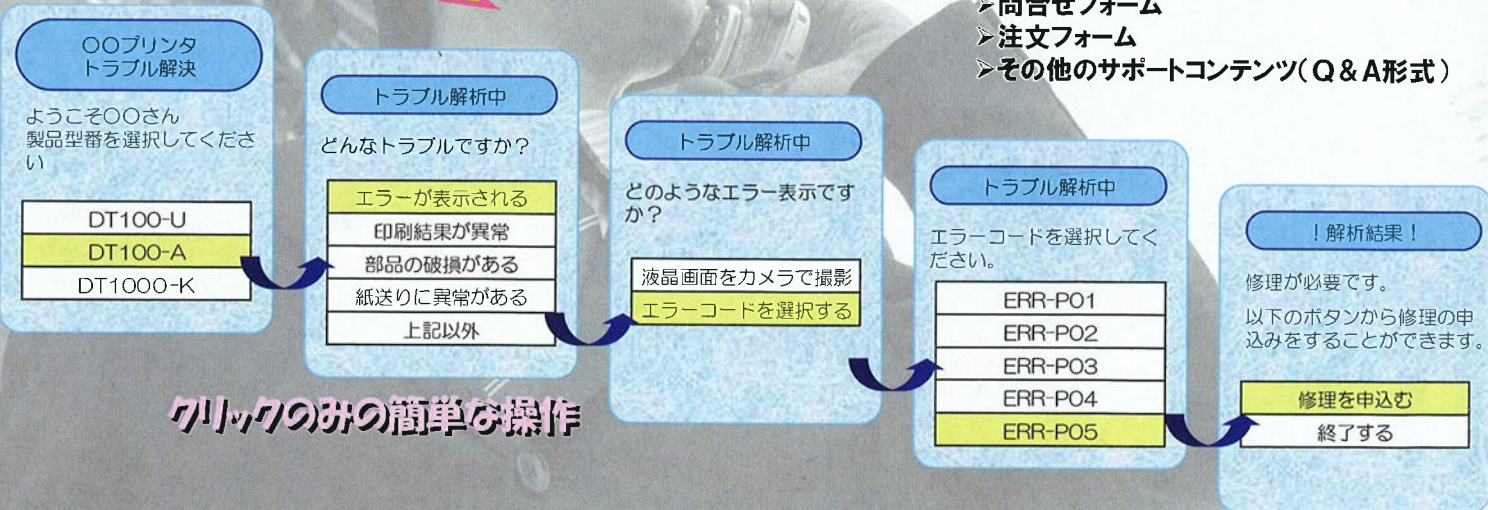 ➢問合せフォーム
➢注文フォーム
➢その他のサポートコンテンツ(Q&A形式)
〇〇プリンタ
トラブル解決
ようこそ〇〇さん
製品型番を選択してくださ
い
DT100-U
DT100-A
DT1000-K
トラブル解析中
どんなトラブルですか?
エラーが表示される
印刷結果が異常
部品の破損がある
紙送りに異常がある
上記以外
トラブル解析中
どのようなエラー表示です
か?
液晶画面をカメラで撮影
エラーコードを選択する
トラブル解析中
エラーコードを選択してく
ださい。
ERR-P01
ERR-P02
ERR-P03
ERR-P04
ERR-P05
!解析結果!
修理が必要です。
以下のボタンから修理の申
込みをすることができます。
修理を申込む
終了する
クリックのみの簡単な操作